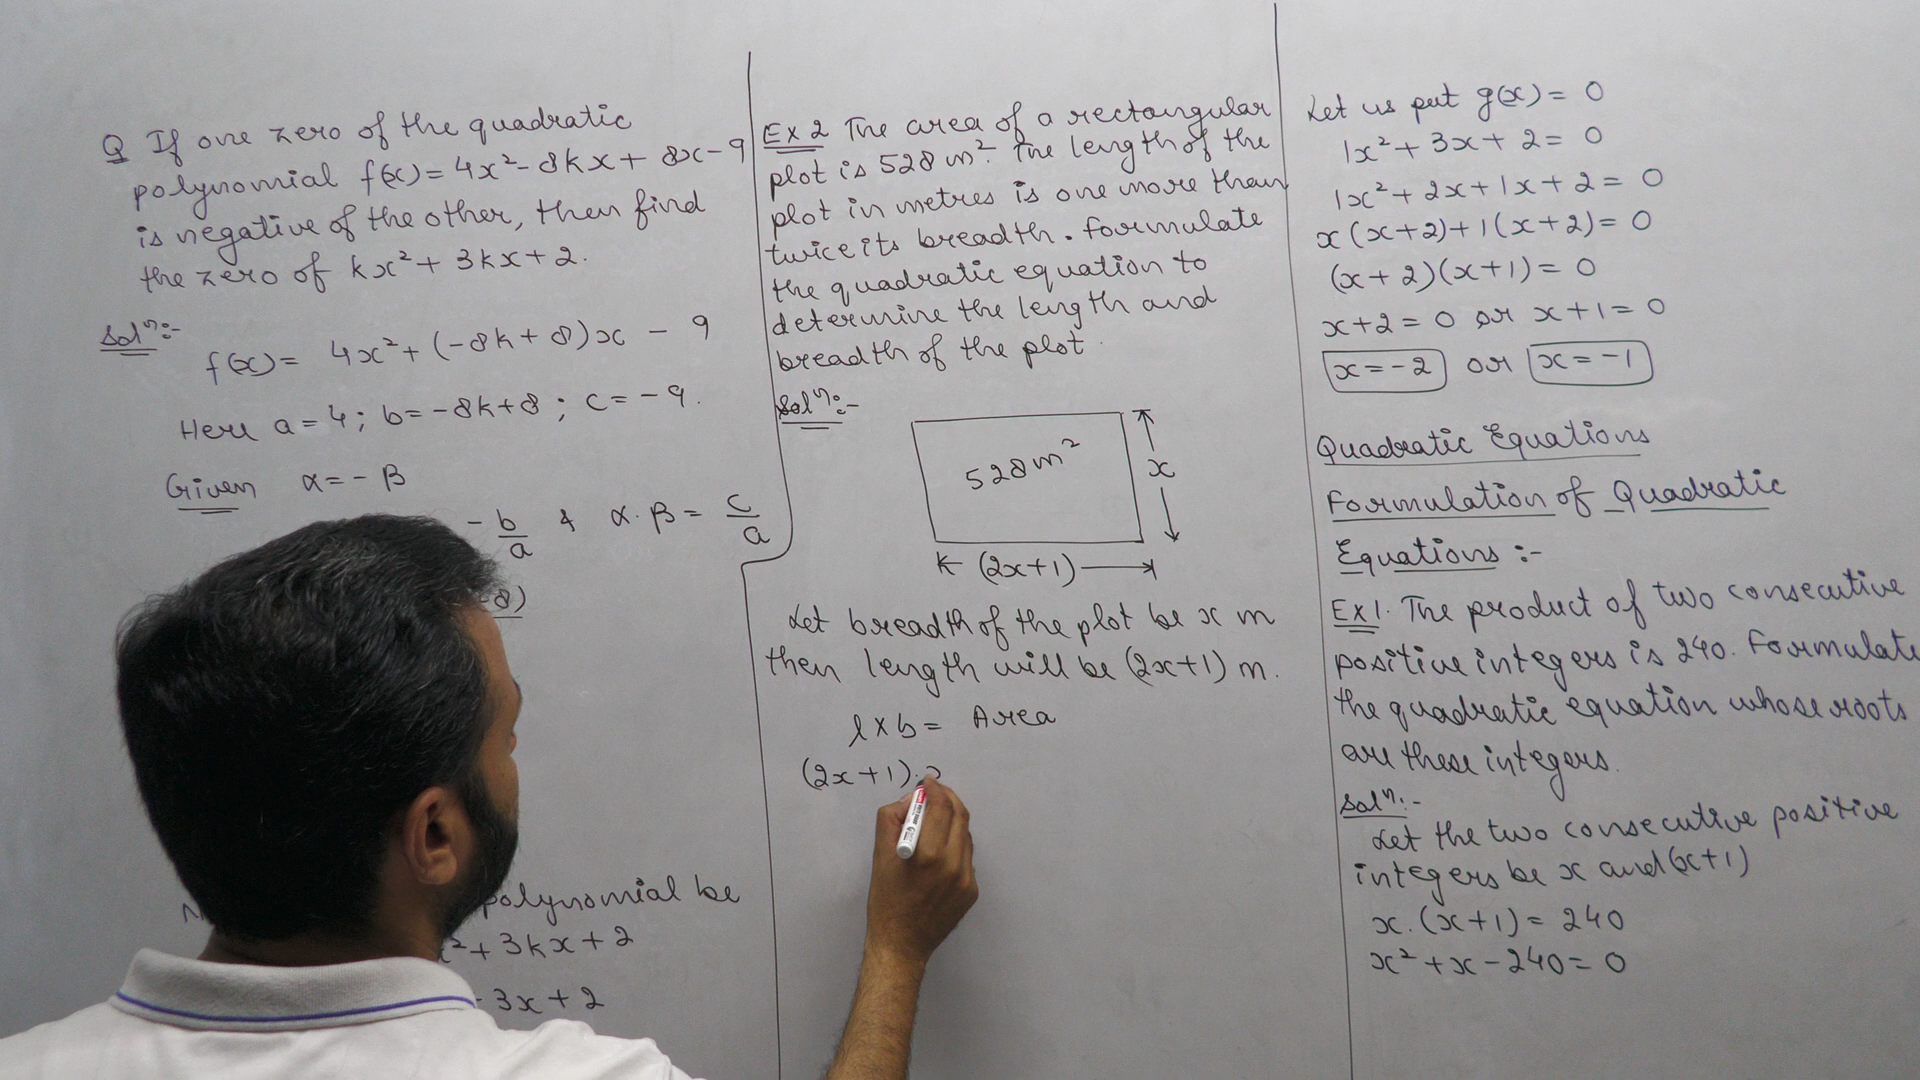 Q If one zero of the quadratic
polynomial f(x) = 4x² - 8kx + 8x - 9
is negative of the other, then find
the zero of kx² + 3kx + 2.
Solⁿ:-
f(x) = 4x² + (-8k + 8)x - 9
Here a = 4; b = -8k+8; c = -9.
Given α = - β
-b/a & α·β = c/a
8)
polynomial be
x² + 3kx + 2
3x + 2
EX 2 The area of a rectangular
plot is 528 m². The length of the
plot in metres is one more than
twice its breadth. Formulate
the quadratic equation to
determine the length and
breadth of the plot.
Solⁿ:-
528 m²
x
(2x+1)
Let breadth of the plot be x m
then length will be (2x+1) m.
l × b = Area
(2x+1).
Let us put g(x) = 0
1x² + 3x + 2 = 0
1x² + 2x + 1x + 2 = 0
x(x+2) + 1(x+2) = 0
(x+2)(x+1) = 0
x+2 = 0 or x+1 = 0
x = -2 or x = -1
Quadratic Equations
Formulation of Quadratic
Equations :-
EX 1. The product of two consecutive
positive integers is 240. Formulate
the quadratic equation whose roots
are these integers.
Solⁿ:-
Let the two consecutive positive
integers be x and (x+1)
x.(x+1) = 240
x² + x - 240 = 0